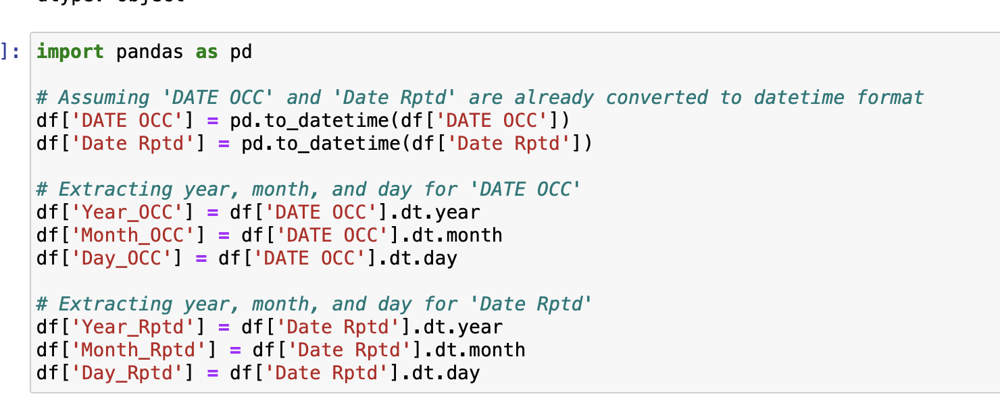 dtype: object
]:
import pandas as pd
# Assuming 'DATE OCC' and 'Date Rptd' are already converted to datetime format
df['DATE OCC'] = pd.to_datetime(df['DATE OCC'])
df['Date Rptd'] = pd.to_datetime(df['Date Rptd'])
# Extracting year, month, and day for 'DATE OCC'
df['Year_OCC'] = df['DATE OCC'].dt.year
df['Month_OCC'] = df['DATE OCC'].dt.month
df['Day_OCC'] = df['DATE OCC'].dt.day
# Extracting year, month, and day for 'Date Rptd'
df['Year_Rptd'] = df['Date Rptd'].dt.year
df['Month_Rptd'] = df['Date Rptd'].dt.month
df['Day_Rptd'] = df['Date Rptd'].dt.day